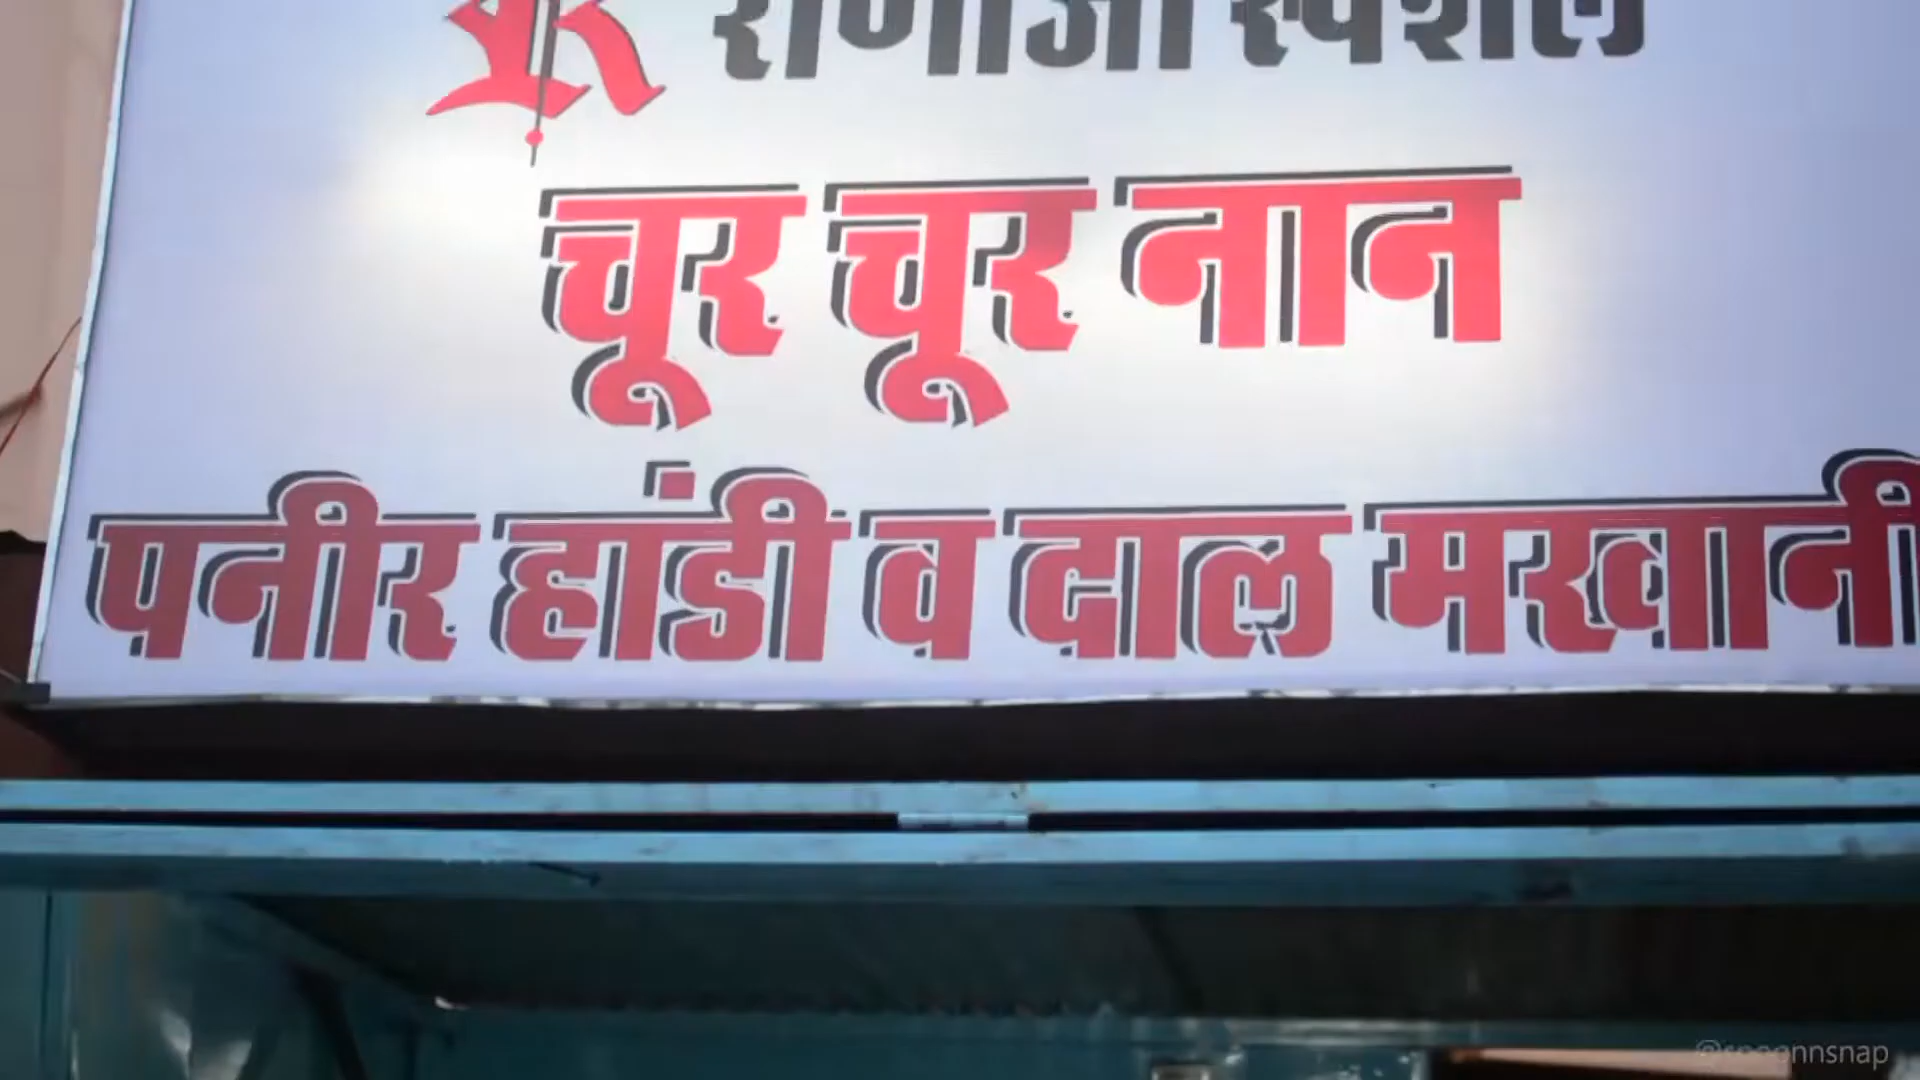 राणाजी स्पेशल
चूर चूर नान
पनीर हांडी व दाल मखानी